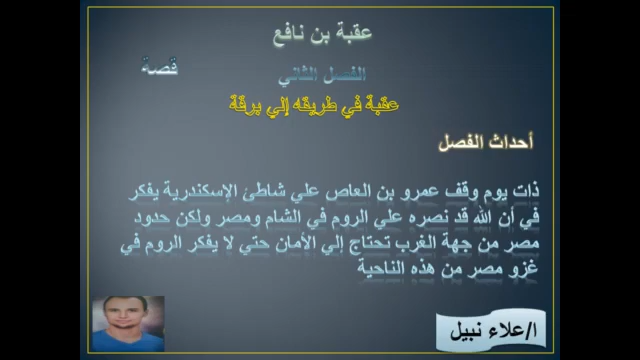 عقبة بن نافع
قصة
الفصل الثاني
عقبة في طريقه إلي برقة
أحداث الفصل
ذات يوم وقف عمرو بن العاص علي شاطئ الإسكندرية يفكر
في أن الله قد نصره علي الروم في الشام ومصر ولكن حدود
مصر من جهة الغرب تحتاج إلي الأمان حتي لا يفكر الروم في
غزو مصر من هذه الناحية
ا/علاء نبيل